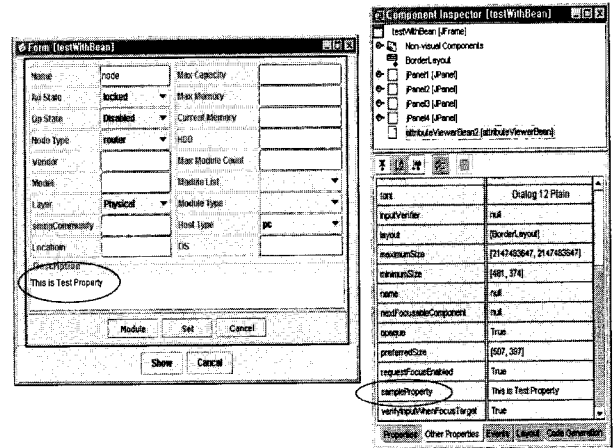 Form [testWithBean]
Name node Max Capacity
Ad State locked Max Memory
Op State Disabled Current Memory
Node Type router HDD
Vendor Max Module Count
Model Module List
Layer Physical Module Type
snmpCommunity Host Type pc
Location OS
Description
This is Test Property
Module Set Cancel
Show Cancel
Component Inspector [testWithBean]
testWithBean [JFrame]
Non-visual Components
BorderLayout
jPanel1 [JPanel]
jPanel2 [JPanel]
jPanel3 [JPanel]
jPanel4 [JPanel]
attributeViewerBean2 [attributeViewerBean]
font Dialog 12 Plain
inputVerifier null
layout [BorderLayout]
maximumSize [2147483647, 2147483647]
minimumSize [481, 374]
name null
nextFocusableComponent null
opaque True
preferredSize [507, 387]
requestFocusEnabled True
sampleProperty This is Test Property
verifyInputWhenFocusTarget True
Properties Other Properties Events Layout Code Generation